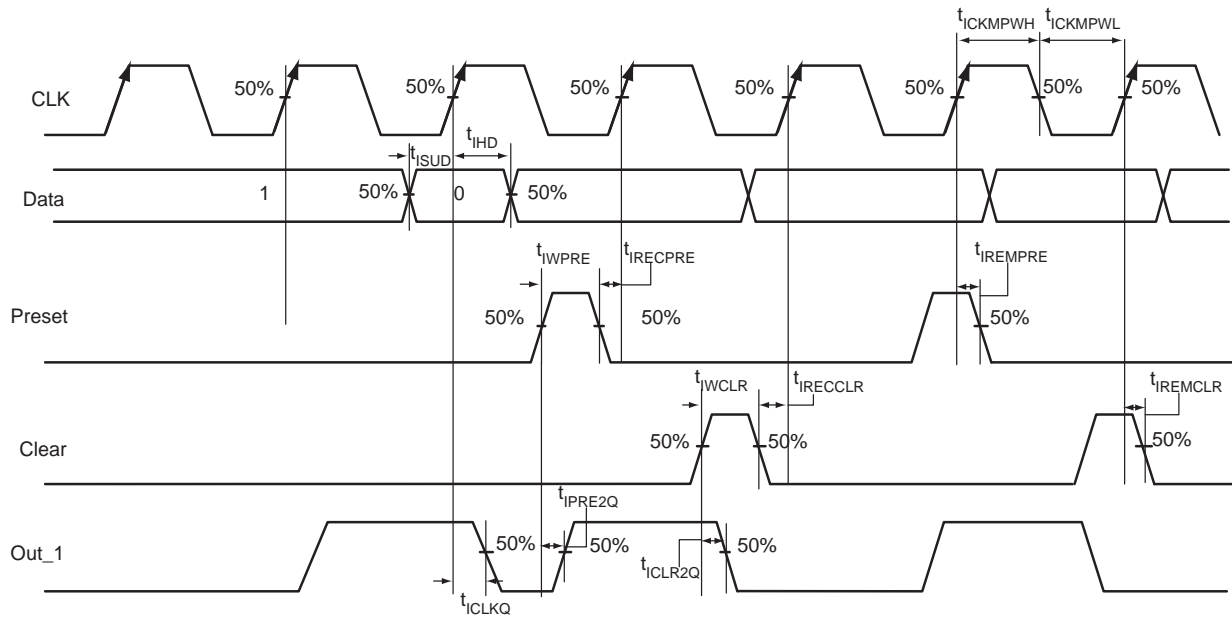 tICKMPWH tICKMPWL
CLK 50% 50% 50% 50% 50% 50% 50%
tISUD tIHD
Data 1 50% 0 50%
tIWPRE tIRECPRE tIREMPRE
Preset 50% 50% 50%
tIWCLR tIRECCLR tIREMCLR
Clear 50% 50% 50%
tIPRE2Q
Out_1 50% 50% 50%
tICLR2Q
tICLKQ